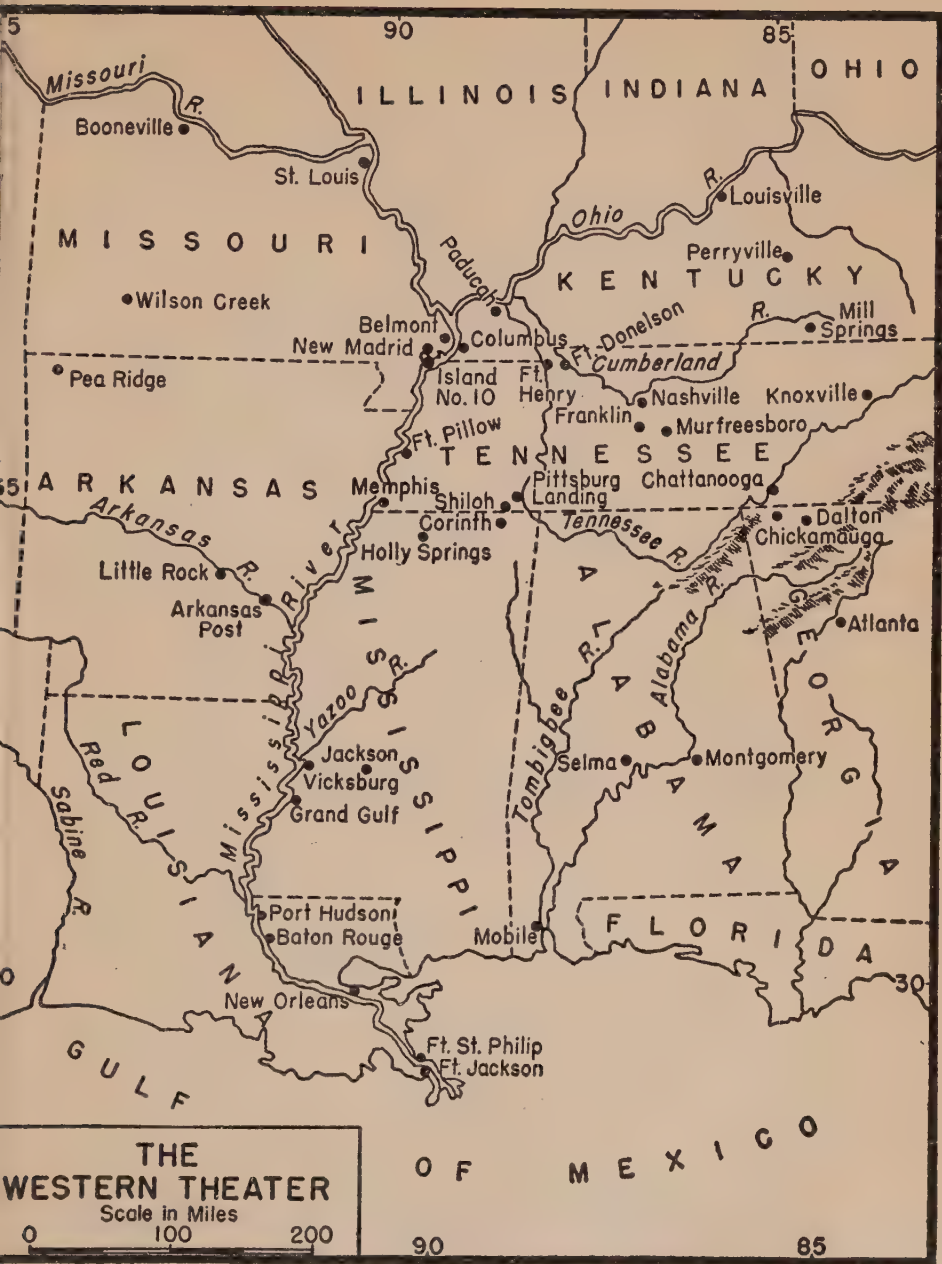 5
90
85
Missouri R.
ILLINOIS
INDIANA
OHIO
Booneville
St. Louis
Ohio R.
Louisville
MISSOURI
Paducah
Perryville
KENTUCKY
Wilson Creek
Belmont
New Madrid
Columbus
Ft. Donelson
Cumberland R.
Mill
Springs
Pea Ridge
Island
No. 10
Ft.
Henry
Nashville
Knoxville
Franklin
Murfreesboro
Ft. Pillow
TENNESSEE
35
ARKANSAS
Memphis
Shiloh
Pittsburg
Landing
Chattanooga
Corinth
Tennessee R.
Dalton
Chickamauga
Arkansas R.
Holly Springs
Little Rock
Arkansas
Post
Mississippi River
MISSISSIPPI
ALABAMA
GEORGIA
Atlanta
Alabama R.
Tombigbee R.
Yazoo R.
LOUISIANA
Red R.
Sabine R.
Jackson
Vicksburg
Grand Gulf
Selma
Montgomery
Port Hudson
Baton Rouge
Mobile
FLORIDA
0
30
New Orleans
Ft. St. Philip
Ft. Jackson
GULF
OF MEXICO
THE
WESTERN THEATER
Scale in Miles
0 100 200
90
85